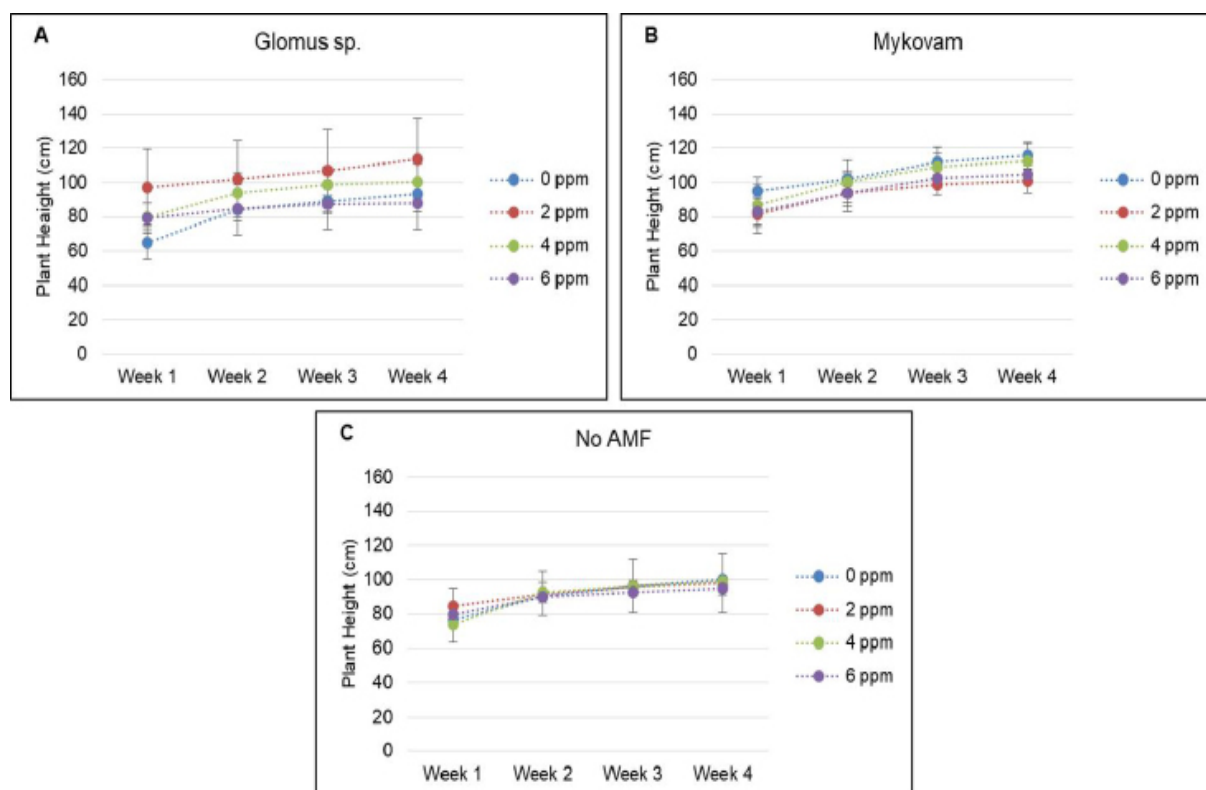 A
Glomus sp.
Plant Heaight (cm)
160
140
120
100
80
60
40
20
0
Week 1 Week 2 Week 3 Week 4
0 ppm
2 ppm
4 ppm
6 ppm
B
Mykovam
Plant Height (cm)
160
140
120
100
80
60
40
20
0
Week 1 Week 2 Week 3 Week 4
0 ppm
2 ppm
4 ppm
6 ppm
C
No AMF
Plant Height (cm)
160
140
120
100
80
60
40
20
0
Week 1 Week 2 Week 3 Week 4
0 ppm
2 ppm
4 ppm
6 ppm